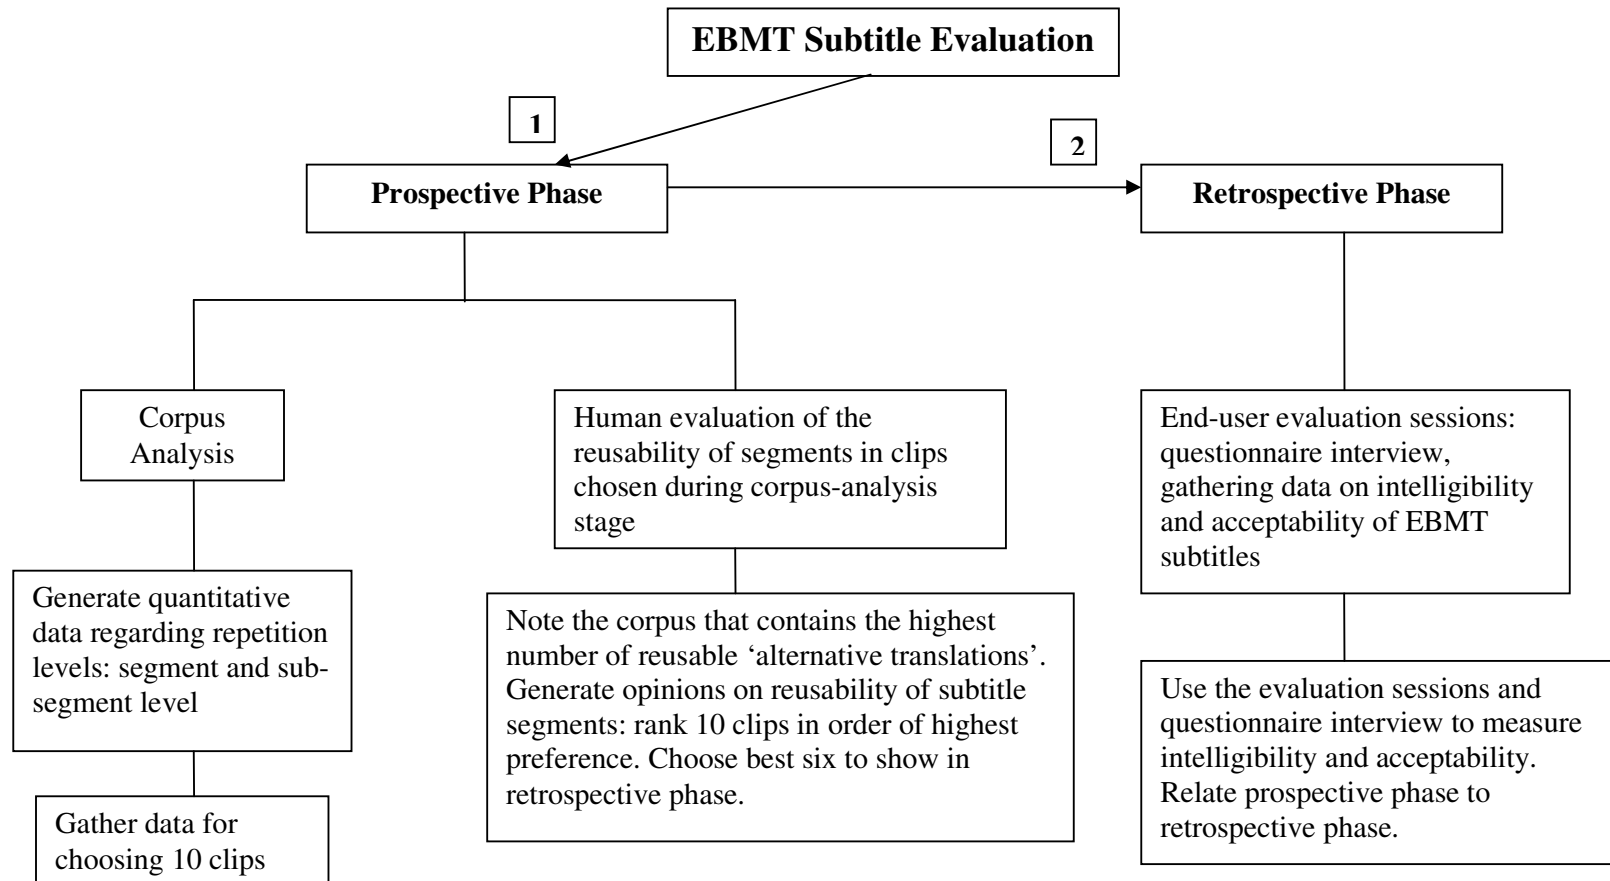 EBMT Subtitle Evaluation
1
2
Prospective Phase
Retrospective Phase
Corpus
Analysis
Human evaluation of the
reusability of segments in clips
chosen during corpus-analysis
stage
End-user evaluation sessions:
questionnaire interview,
gathering data on intelligibility
and acceptability of EBMT
subtitles
Generate quantitative
data regarding repetition
levels: segment and sub-
segment level
Note the corpus that contains the highest
number of reusable ‘alternative translations’.
Generate opinions on reusability of subtitle
segments: rank 10 clips in order of highest
preference. Choose best six to show in
retrospective phase.
Use the evaluation sessions and
questionnaire interview to measure
intelligibility and acceptability.
Relate prospective phase to
retrospective phase.
Gather data for
choosing 10 clips